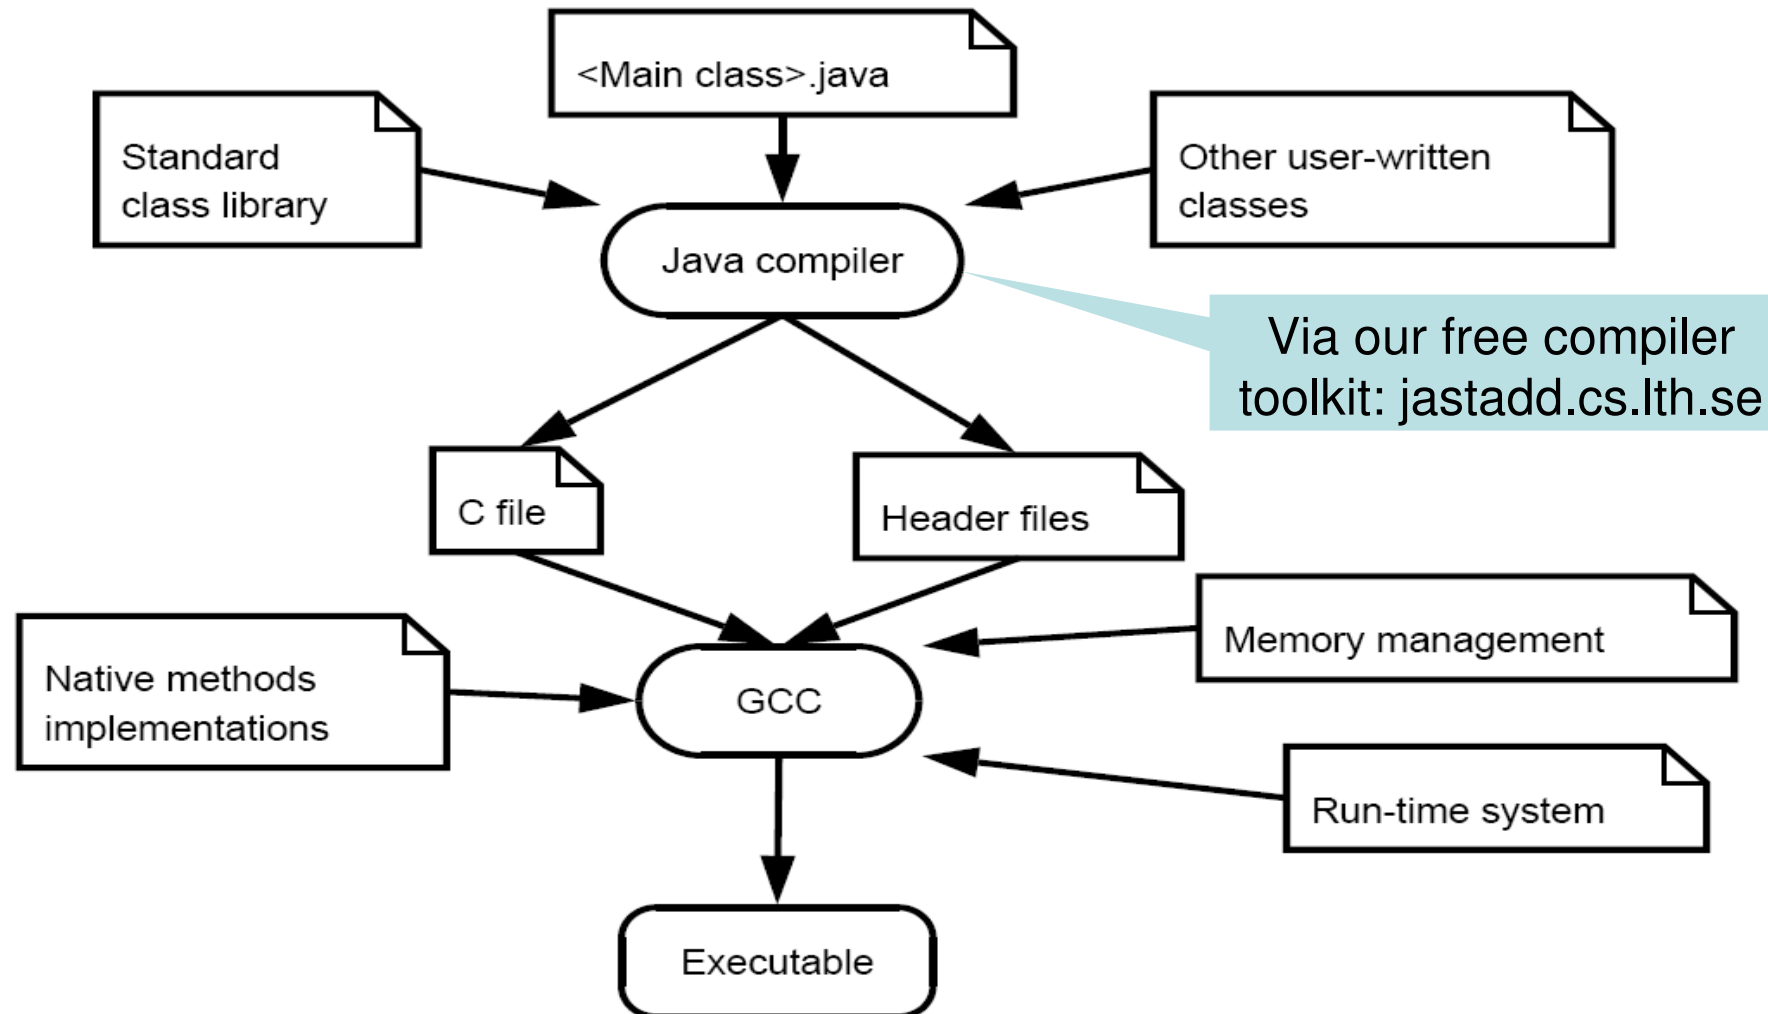 <Main class>.java
Standard
class library
Other user-written
classes
Java compiler
Via our free compiler
toolkit: jastadd.cs.lth.se
C file
Header files
Memory management
Native methods
implementations
GCC
Run-time system
Executable